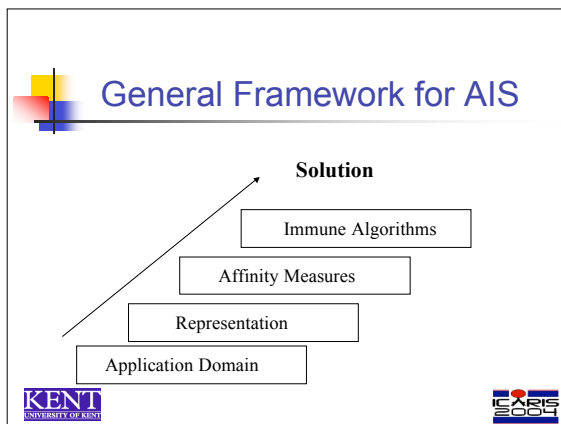 General Framework for AIS
Solution
Immune Algorithms
Affinity Measures
Representation
Application Domain
KENT
UNIVERSITY OF KENT
ICARIS
2004